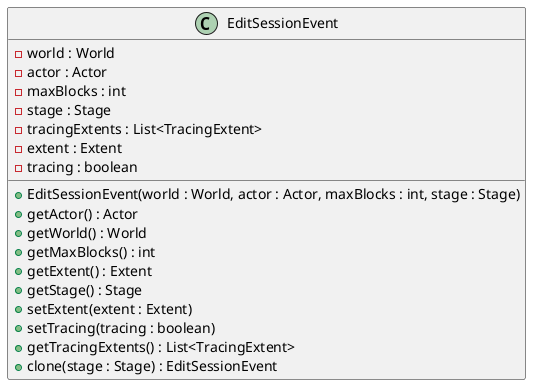 C EditSessionEvent
world : World
actor : Actor
maxBlocks : int
stage : Stage
tracingExtents : List<TracingExtent>
extent : Extent
tracing : boolean
EditSessionEvent(world : World, actor : Actor, maxBlocks : int, stage : Stage)
getActor() : Actor
getWorld() : World
getMaxBlocks() : int
getExtent() : Extent
getStage() : Stage
setExtent(extent : Extent)
setTracing(tracing : boolean)
getTracingExtents() : List<TracingExtent>
clone(stage : Stage) : EditSessionEvent